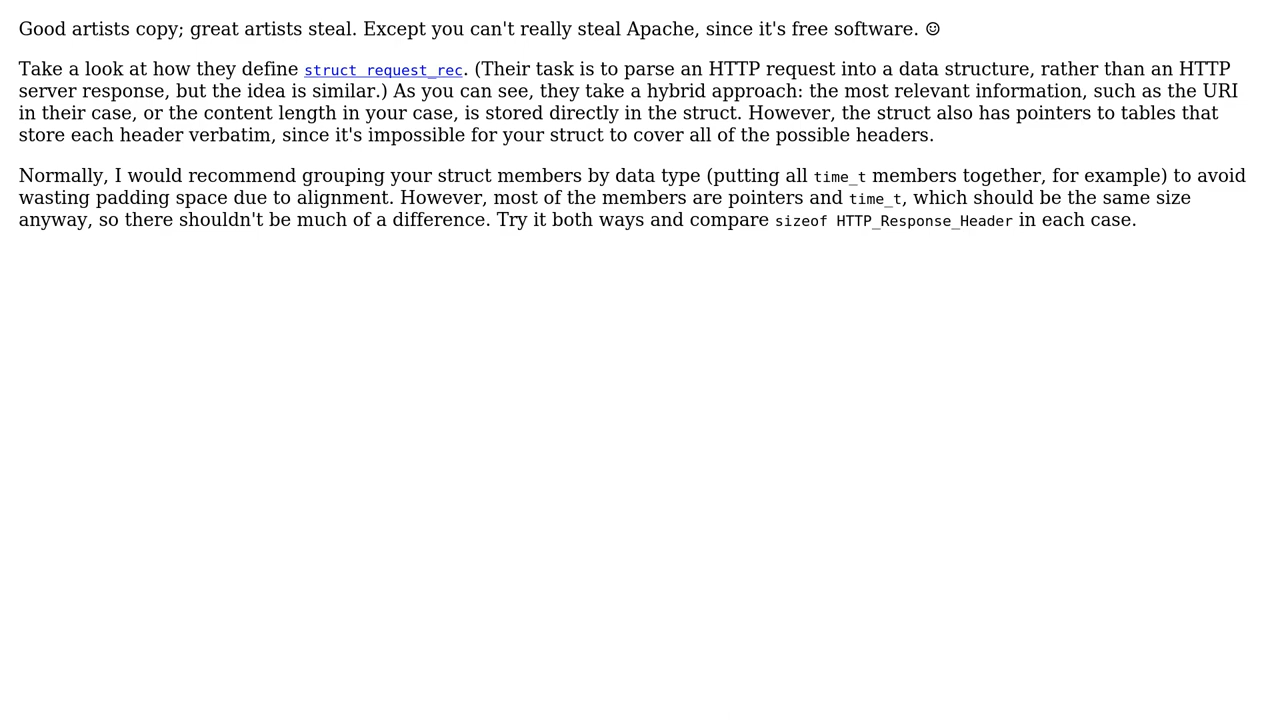 Good artists copy; great artists steal. Except you can't really steal Apache, since it's free software. ☺
Take a look at how they define struct request_rec. (Their task is to parse an HTTP request into a data structure, rather than an HTTP
server response, but the idea is similar.) As you can see, they take a hybrid approach: the most relevant information, such as the URI
in their case, or the content length in your case, is stored directly in the struct. However, the struct also has pointers to tables that
store each header verbatim, since it's impossible for your struct to cover all of the possible headers.
Normally, I would recommend grouping your struct members by data type (putting all time_t members together, for example) to avoid
wasting padding space due to alignment. However, most of the members are pointers and time_t, which should be the same size
anyway, so there shouldn't be much of a difference. Try it both ways and compare sizeof HTTP_Response_Header in each case.